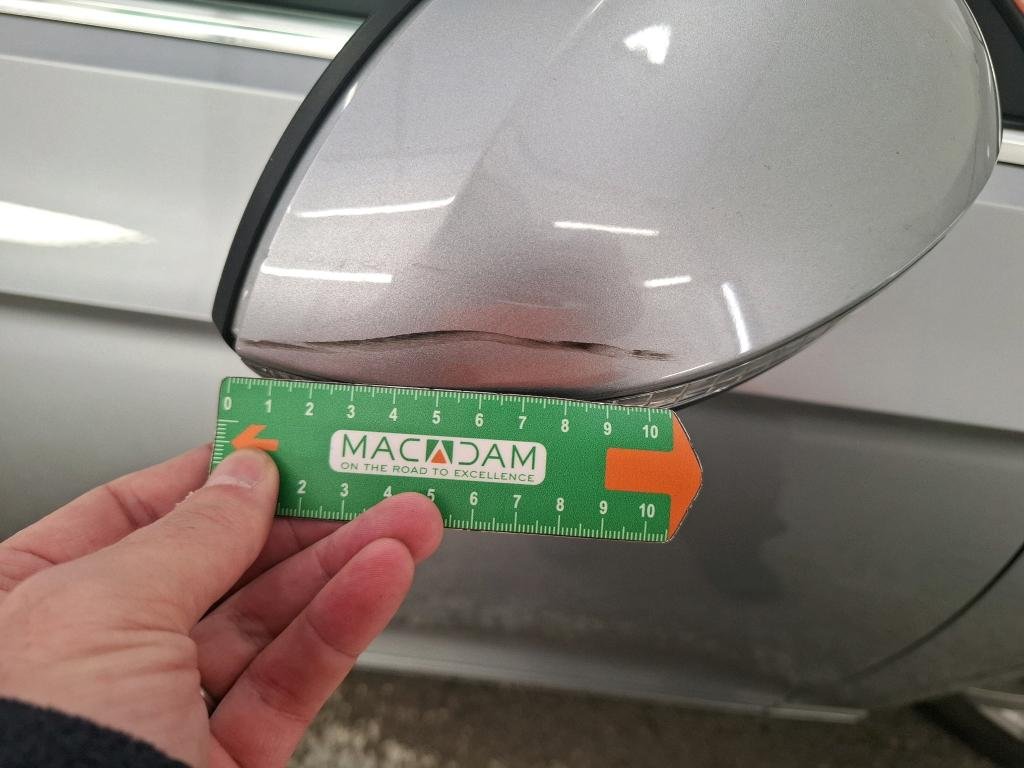 0 1 2 3 4 5 6 7 8 9 10
MACADAM
ON THE ROAD TO EXCELLENCE
2 3 4 5 6 7 8 9 10